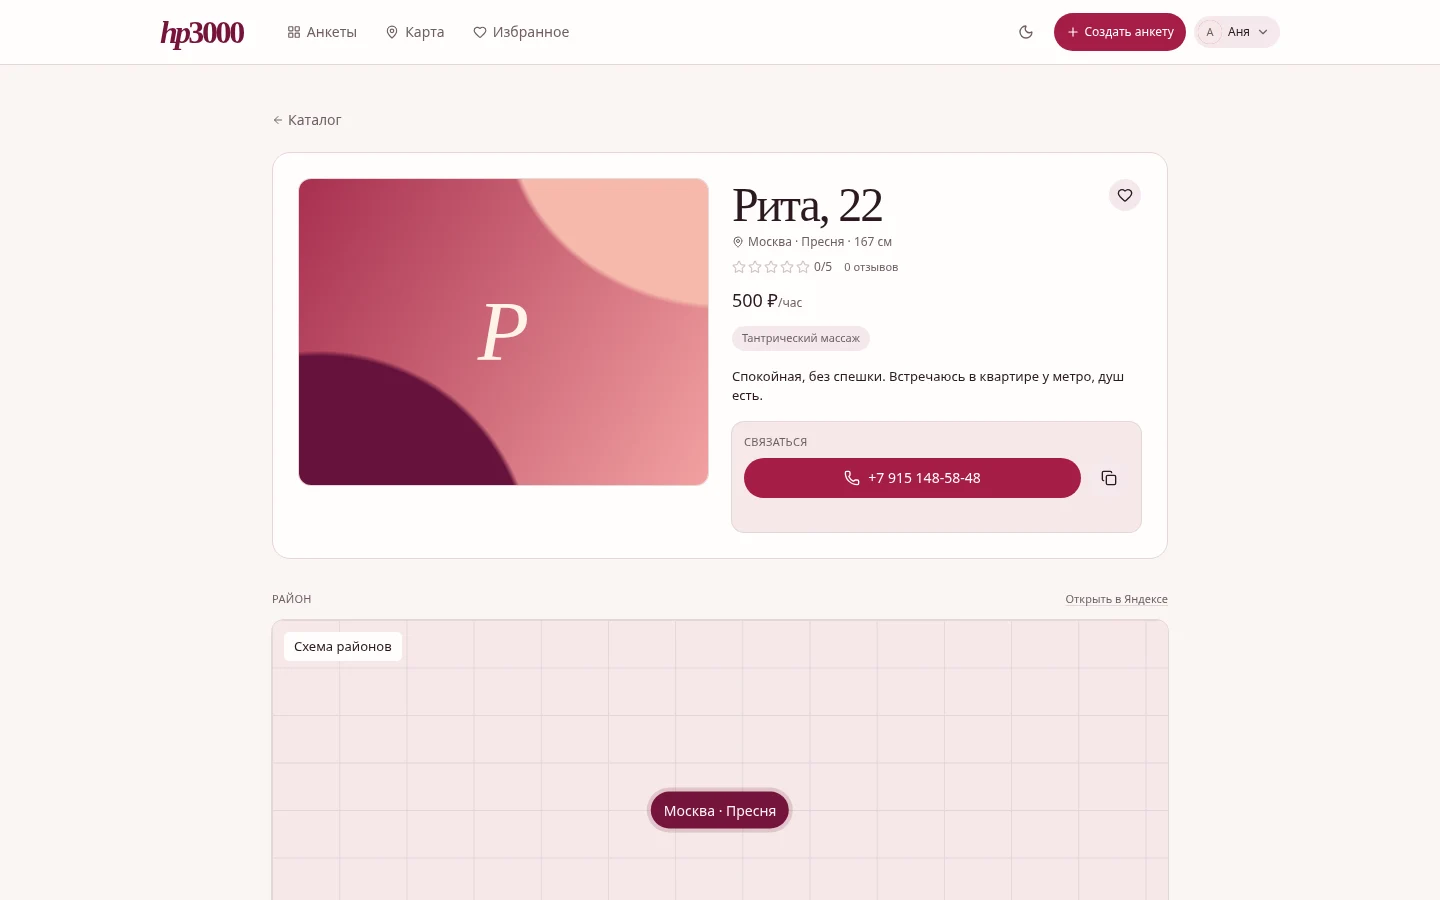 hp3000
Анкеты
Карта
Избранное
Создать анкету
А
Аня
Каталог
Р
Рита, 22
Москва · Пресня · 167 см
0/5
0 отзывов
500 ₽/час
Тантрический массаж
Спокойная, без спешки. Встречаюсь в квартире у метро, душ
есть.
СВЯЗАТЬСЯ
+7 915 148-58-48
РАЙОН
Открыть в Яндексе
Схема районов
Москва · Пресня